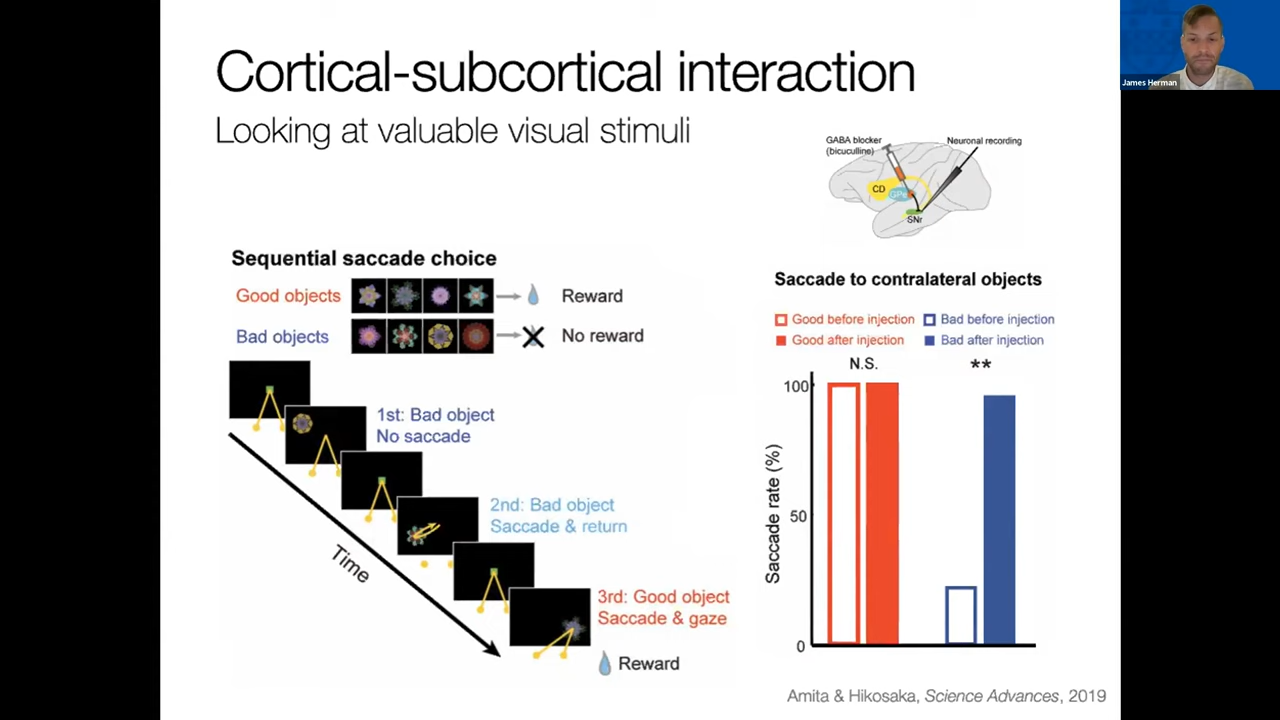 Cortical-subcortical interaction
Looking at valuable visual stimuli
James Herman
GABA blocker
(bicuculline)
Neuronal recording
CD
GPe
SNr
Sequential saccade choice
Good objects
Reward
Bad objects
No reward
1st: Bad object
No saccade
2nd: Bad object
Saccade & return
3rd: Good object
Saccade & gaze
Reward
Time
Saccade to contralateral objects
Good before injection
Bad before injection
Good after injection
Bad after injection
N.S.
**
100
50
0
Saccade rate (%)
Amita & Hikosaka, Science Advances, 2019